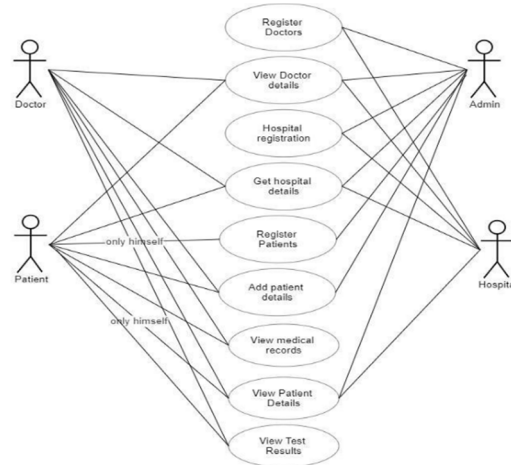 Register
Doctors
View Doctor
details
Doctor
Admin
Hospital
registration
Get hospital
details
Register
Patients
only himself
Patient
Hospital
Add patient
details
only himself
View medical
records
View Patient
Details
View Test
Results